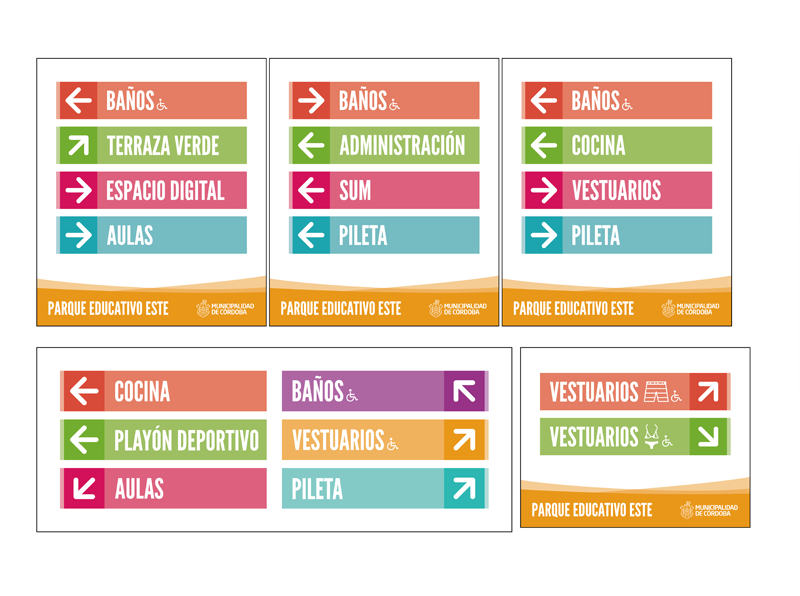 BAÑOS
TERRAZA VERDE
ESPACIO DIGITAL
AULAS
PARQUE EDUCATIVO ESTE
MUNICIPALIDAD
DE CÓRDOBA
BAÑOS
ADMINISTRACIÓN
SUM
PILETA
PARQUE EDUCATIVO ESTE
MUNICIPALIDAD
DE CÓRDOBA
BAÑOS
COCINA
VESTUARIOS
PILETA
PARQUE EDUCATIVO ESTE
MUNICIPALIDAD
DE CÓRDOBA
COCINA
PLAYÓN DEPORTIVO
AULAS
BAÑOS
VESTUARIOS
PILETA
VESTUARIOS
VESTUARIOS
PARQUE EDUCATIVO ESTE
MUNICIPALIDAD
DE CÓRDOBA